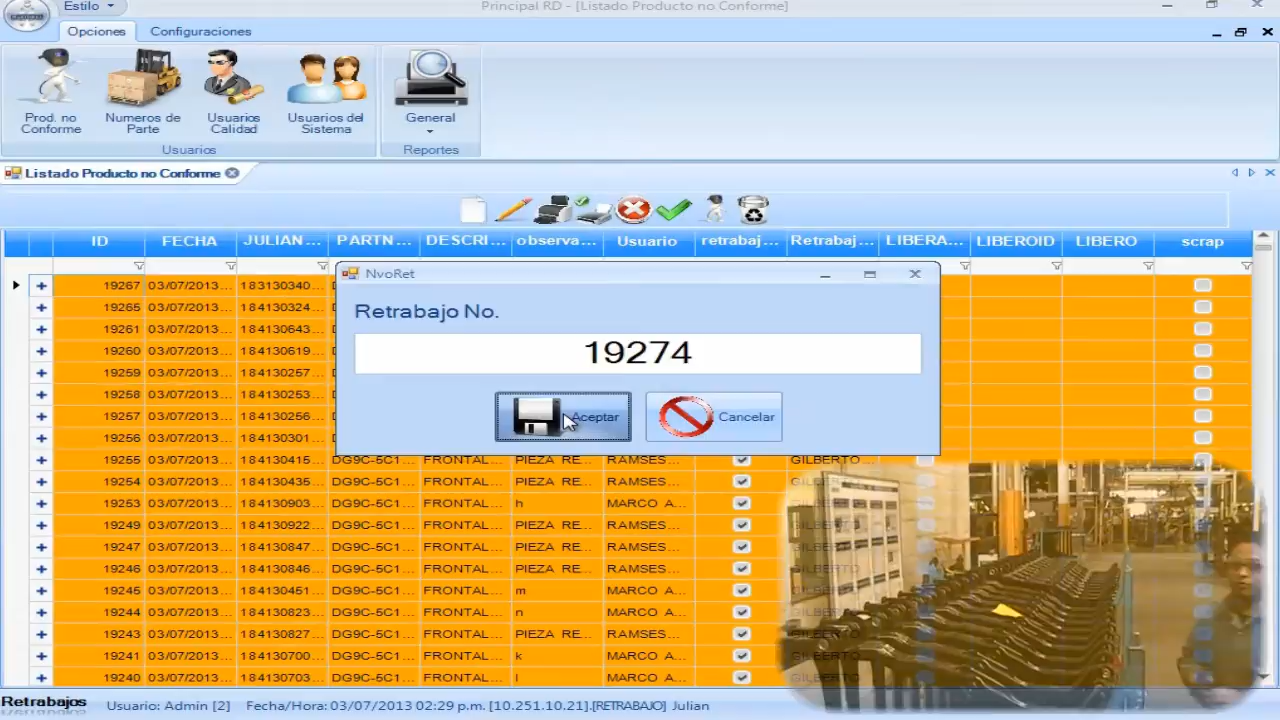 Estilo
Principal RD - [Listado Producto no Conforme]
Opciones Configuraciones
Prod. no Conforme
Numeros de Parte
Usuarios Calidad
Usuarios del Sistema
General
Usuarios
Reportes
Listado Producto no Conforme
ID FECHA JULIAN... PARTN... DESCRI... observa... Usuario retrabaj... Retrabaj... LIBERA... LIBEROID LIBERO scrap
NvoRet
Retrabajo No.
19274
Aceptar Cancelar
19267 03/07/2013... 183130340...
19265 03/07/2013... 184130324...
19261 03/07/2013... 184130643...
19260 03/07/2013... 184130619...
19259 03/07/2013... 184130257...
19258 03/07/2013... 184130253...
19257 03/07/2013... 184130256...
19256 03/07/2013... 184130301...
19255 03/07/2013... 184130415... DG9C-5C1... FRONTAL... PIEZA RE... RAMSES... GILBERTO...
19254 03/07/2013... 184130435... DG9C-5C1... FRONTAL... PIEZA RE... RAMSES...
19253 03/07/2013... 184130903... DG9C-5C1... FRONTAL... h MARCO A...
19249 03/07/2013... 184130922... DG9C-5C1... FRONTAL... PIEZA RE... RAMSES...
19247 03/07/2013... 184130847... DG9C-5C1... FRONTAL... PIEZA RE... RAMSES...
19246 03/07/2013... 184130846... DG9C-5C1... FRONTAL... PIEZA RE... RAMSES...
19245 03/07/2013... 184130451... DG9C-5C1... FRONTAL... m MARCO A...
19244 03/07/2013... 184130823... DG9C-5C1... FRONTAL... n MARCO A...
19243 03/07/2013... 184130827... DG9C-5C1... FRONTAL... PIEZA RE... RAMSES... GILBERTO
19241 03/07/2013... 184130700... DG9C-5C1... FRONTAL... k MARCO A... GILBERTO
19240 03/07/2013... 184130703... DG9C-5C1... FRONTAL... l MARCO A... GILBERTO
Retrabajos Usuario: Admin [2] Fecha/Hora: 03/07/2013 02:29 p.m. [10.251.10.21].[RETRABAJO] Julian